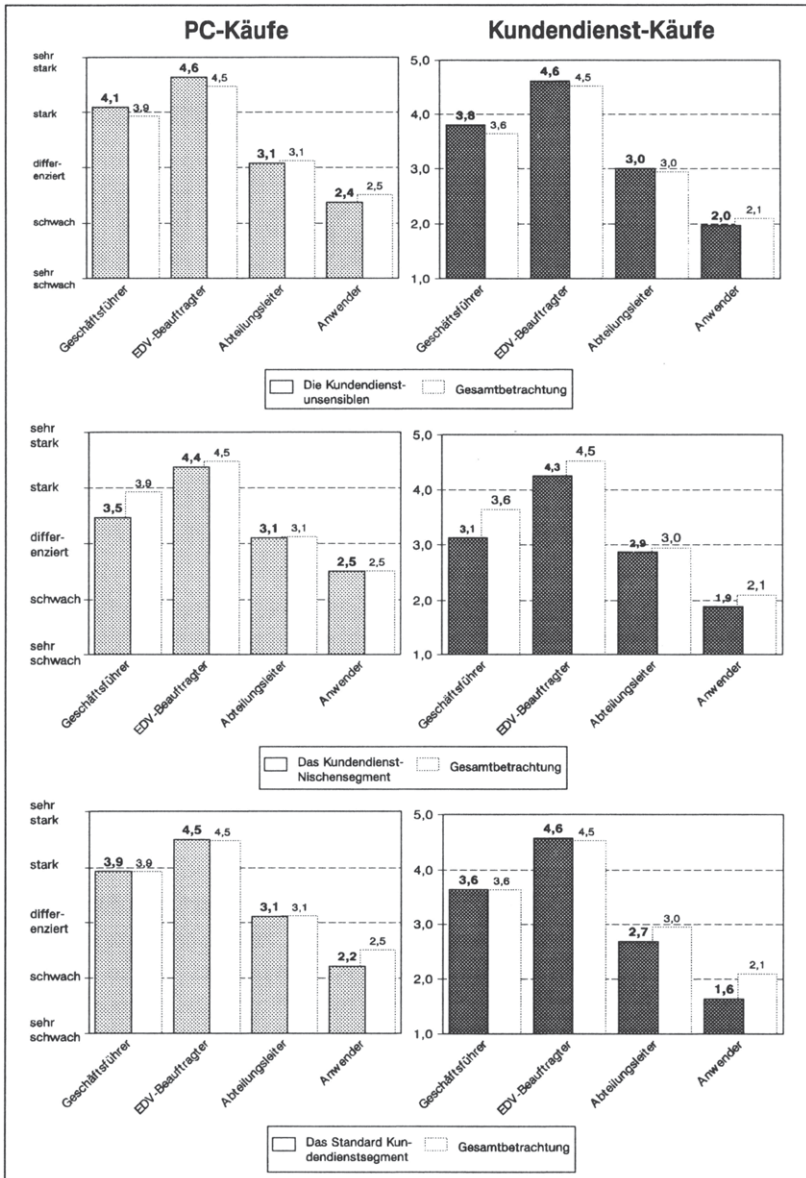 PC-Käufe
Kundendienst-Käufe
sehr
stark
stark
differ-
enziert
schwach
sehr
schwach
4,1
3,9
4,6
4,5
3,1
3,1
2,4
2,5
Geschäftsführer
EDV-Beauftragter
Abteilungsleiter
Anwender
5,0
4,0
3,0
2,0
1,0
3,8
3,6
4,6
4,5
3,0
3,0
2,0
2,1
Geschäftsführer
EDV-Beauftragter
Abteilungsleiter
Anwender
Die Kundendienst-
unsensiblen
Gesamtbetrachtung
sehr
stark
stark
differ-
enziert
schwach
sehr
schwach
3,5
3,9
4,4
4,5
3,1
3,1
2,5
2,5
Geschäftsführer
EDV-Beauftragter
Abteilungsleiter
Anwender
5,0
4,0
3,0
2,0
1,0
3,1
3,6
4,3
4,5
2,9
3,0
1,9
2,1
Geschäftsführer
EDV-Beauftragter
Abteilungsleiter
Anwender
Das Kundendienst-
Nischensegment
Gesamtbetrachtung
sehr
stark
stark
differ-
enziert
schwach
sehr
schwach
3,9
3,9
4,5
4,5
3,1
3,1
2,2
2,5
Geschäftsführer
EDV-Beauftragter
Abteilungsleiter
Anwender
5,0
4,0
3,0
2,0
1,0
3,6
3,6
4,6
4,5
2,7
3,0
1,6
2,1
Geschäftsführer
EDV-Beauftragter
Abteilungsleiter
Anwender
Das Standard Kun-
dendienstsegment
Gesamtbetrachtung